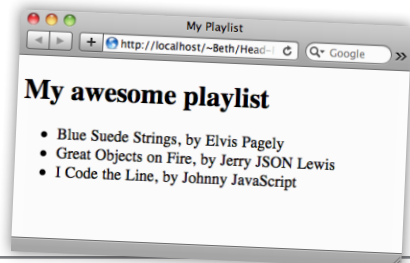 My Playlist
http://localhost/~Beth/Head-
Google
My awesome playlist
Blue Suede Strings, by Elvis Pagely
Great Objects on Fire, by Jerry JSON Lewis
I Code the Line, by Johnny JavaScript